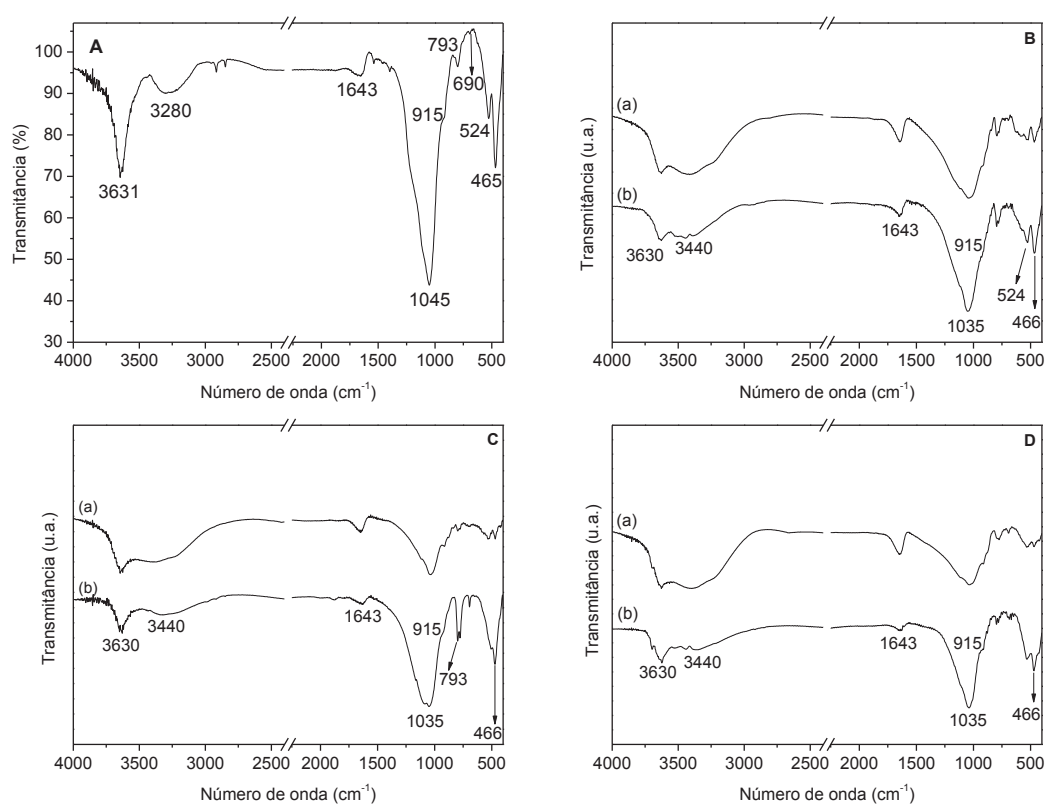 A
Transmitância (%)
100
90
80
70
60
50
40
30
3631
3280
1643
1045
915
793
690
524
465
4000 3500 3000 2500 2000 1500 1000 500
Número de onda (cm-1)
B
Transmitância (u.a.)
(a)
(b)
3630
3440
1643
915
1035
524
466
4000 3500 3000 2500 2000 1500 1000 500
Número de onda (cm-1)
C
Transmitância (u.a.)
(a)
(b)
3630
3440
1643
915
1035
793
466
4000 3500 3000 2500 2000 1500 1000 500
Número de onda (cm-1)
D
Transmitância (u.a.)
(a)
(b)
3630
3440
1643
915
1035
466
4000 3500 3000 2500 2000 1500 1000 500
Número de onda (cm-1)